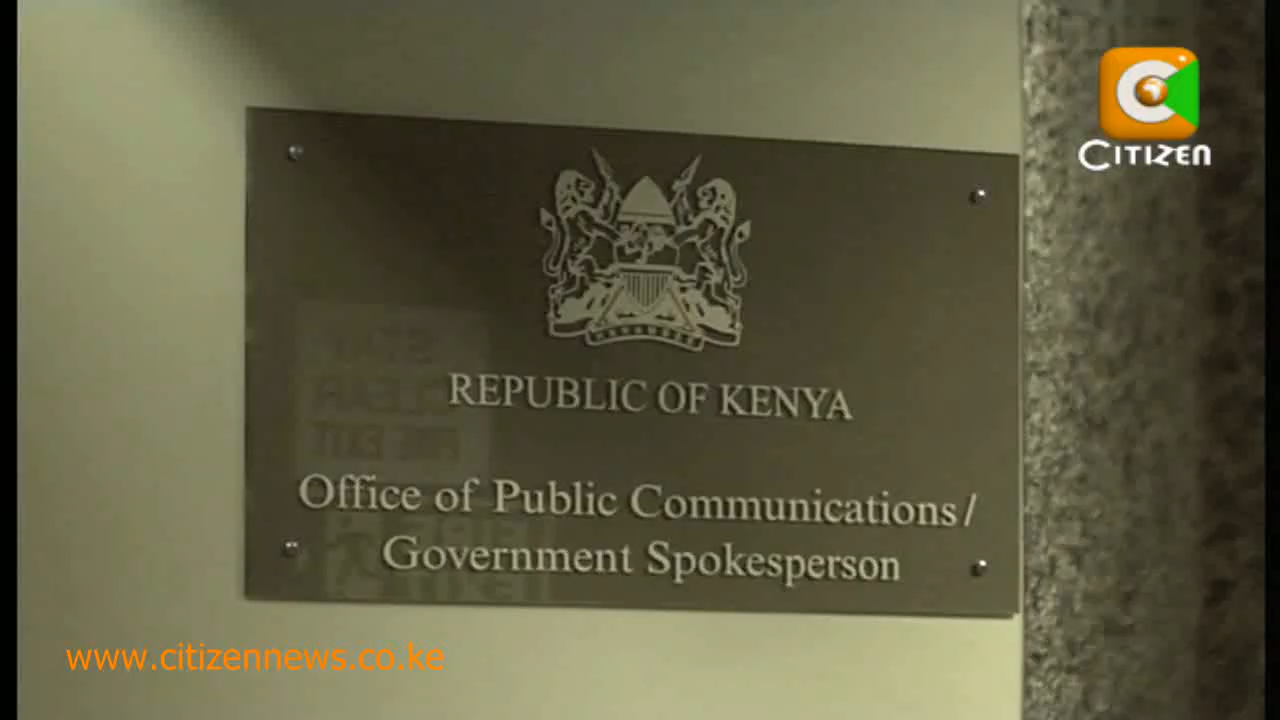 CITIZEN
REPUBLIC OF KENYA
Office of Public Communications/
Government Spokesperson
www.citizennews.co.ke